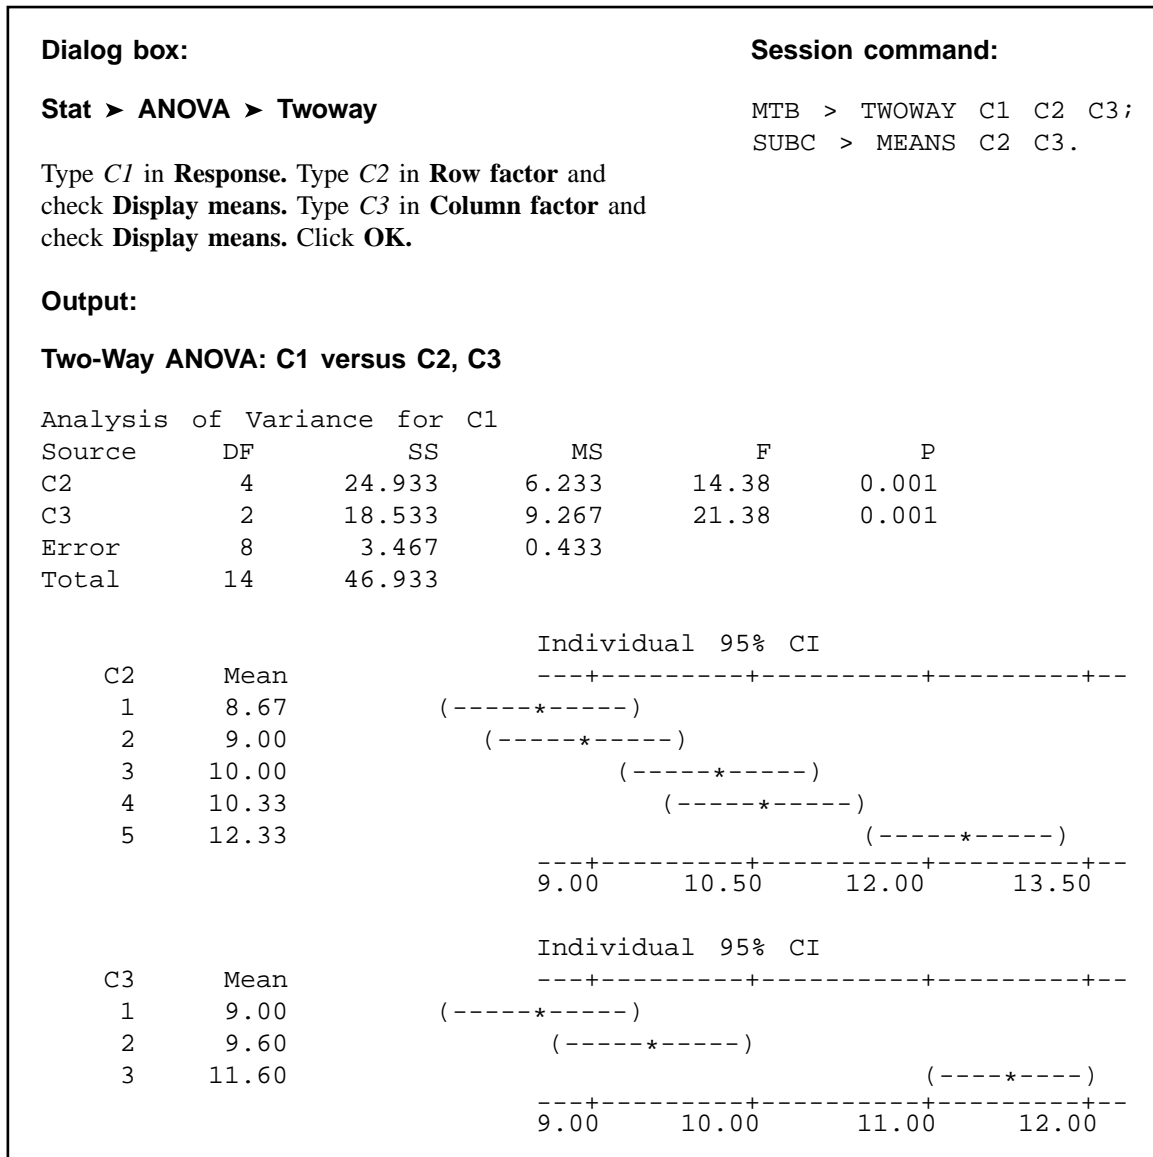 Dialog box:
Session command:
Stat ➤ ANOVA ➤ Twoway
MTB > TWOWAY C1 C2 C3;
SUBC > MEANS C2 C3.
Type C1 in Response. Type C2 in Row factor and
check Display means. Type C3 in Column factor and
check Display means. Click OK.
Output:
Two-Way ANOVA: C1 versus C2, C3
Analysis of Variance for C1
Source DF SS MS F P
C2 4 24.933 6.233 14.38 0.001
C3 2 18.533 9.267 21.38 0.001
Error 8 3.467 0.433
Total 14 46.933
Individual 95% CI
C2 Mean ---+---------+----------+---------+--
1 8.67 (-----*-----)
2 9.00 (-----*-----)
3 10.00 (-----*-----)
4 10.33 (-----*-----)
5 12.33 (-----*-----)
---+---------+----------+---------+--
9.00 10.50 12.00 13.50
Individual 95% CI
C3 Mean ---+---------+----------+---------+--
1 9.00 (-----*-----)
2 9.60 (-----*-----)
3 11.60 (----*----)
---+---------+----------+---------+--
9.00 10.00 11.00 12.00